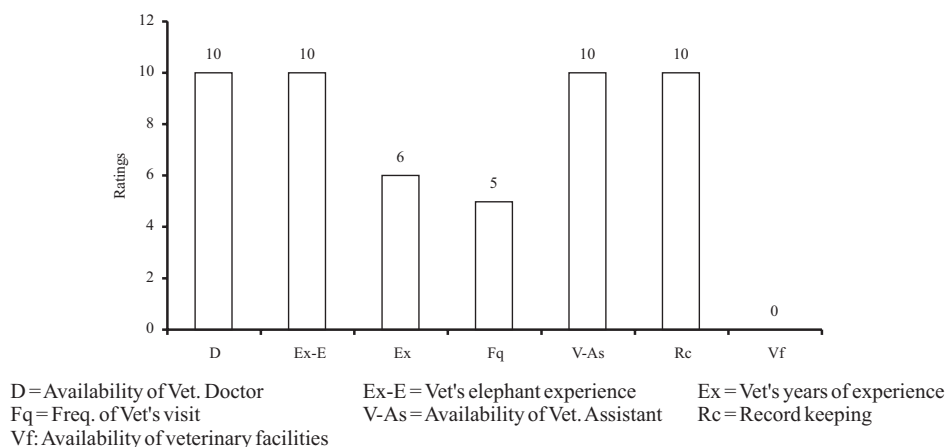 12
10
8
6
4
2
0
Ratings
10
10
6
5
10
10
0
D Ex-E Ex Fq V-As Rc Vf
D = Availability of Vet. Doctor Ex-E = Vet's elephant experience Ex = Vet's years of experience
Fq = Freq. of Vet's visit V-As = Availability of Vet. Assistant Rc = Record keeping
Vf: Availability of veterinary facilities